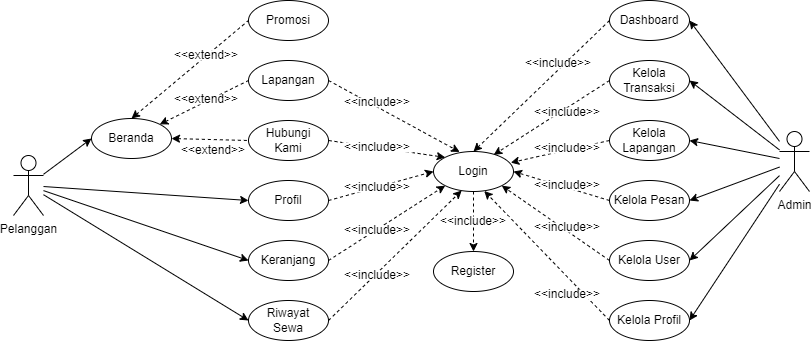 Promosi
Dashboard
<<extend>>
<<include>>
Lapangan
Kelola
Transaksi
<<extend>>
<<include>>
<<include>>
Beranda
Hubungi
Kami
Kelola
Lapangan
<<extend>>
<<include>>
<<include>>
Login
Pelanggan
Profil
<<include>>
<<include>>
Kelola Pesan
Admin
<<include>>
Keranjang
<<include>>
<<include>>
Kelola User
Register
<<include>>
<<include>>
Riwayat
Sewa
Kelola Profil